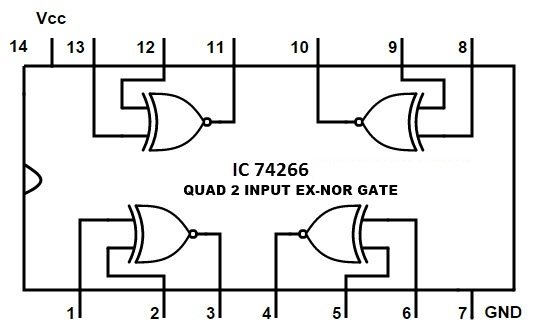 Vcc
14 13 12 11 10 9 8
IC 74266
QUAD 2 INPUT EX-NOR GATE
1 2 3 4 5 6 7 GND